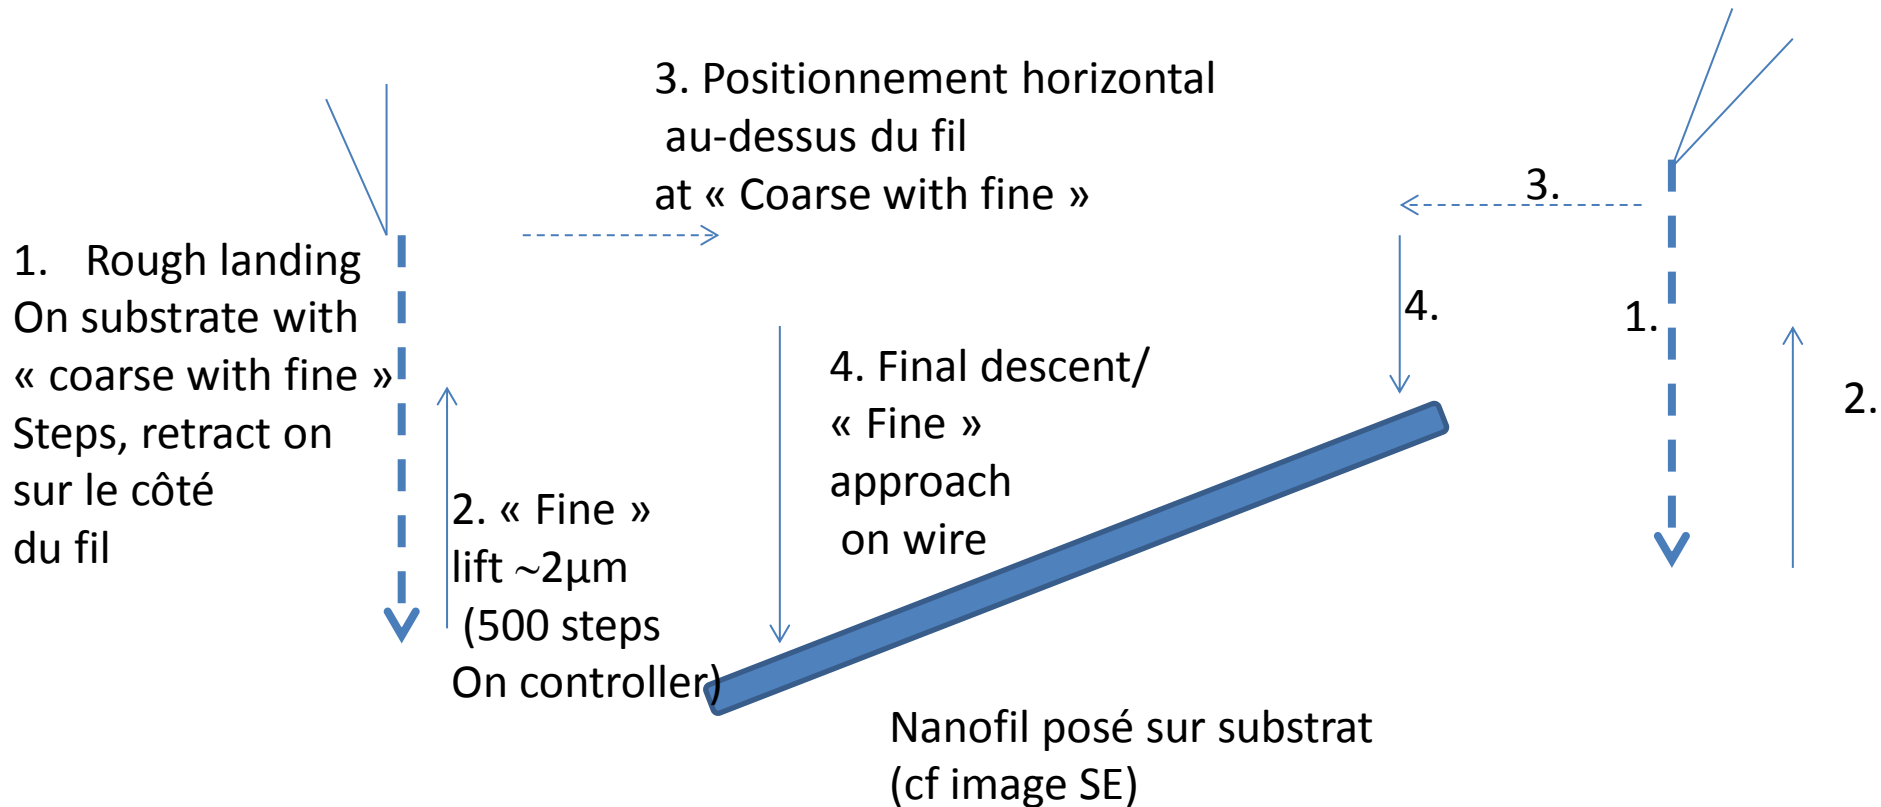 3. Positionnement horizontal
au-dessus du fil
at « Coarse with fine »
1. Rough landing
On substrate with
« coarse with fine »
Steps, retract on
sur le côté
du fil
2. « Fine »
lift ~2µm
(500 steps
On controller)
4. Final descent/
« Fine »
approach
on wire
3.
4.
1.
2.
Nanofil posé sur substrat
(cf image SE)